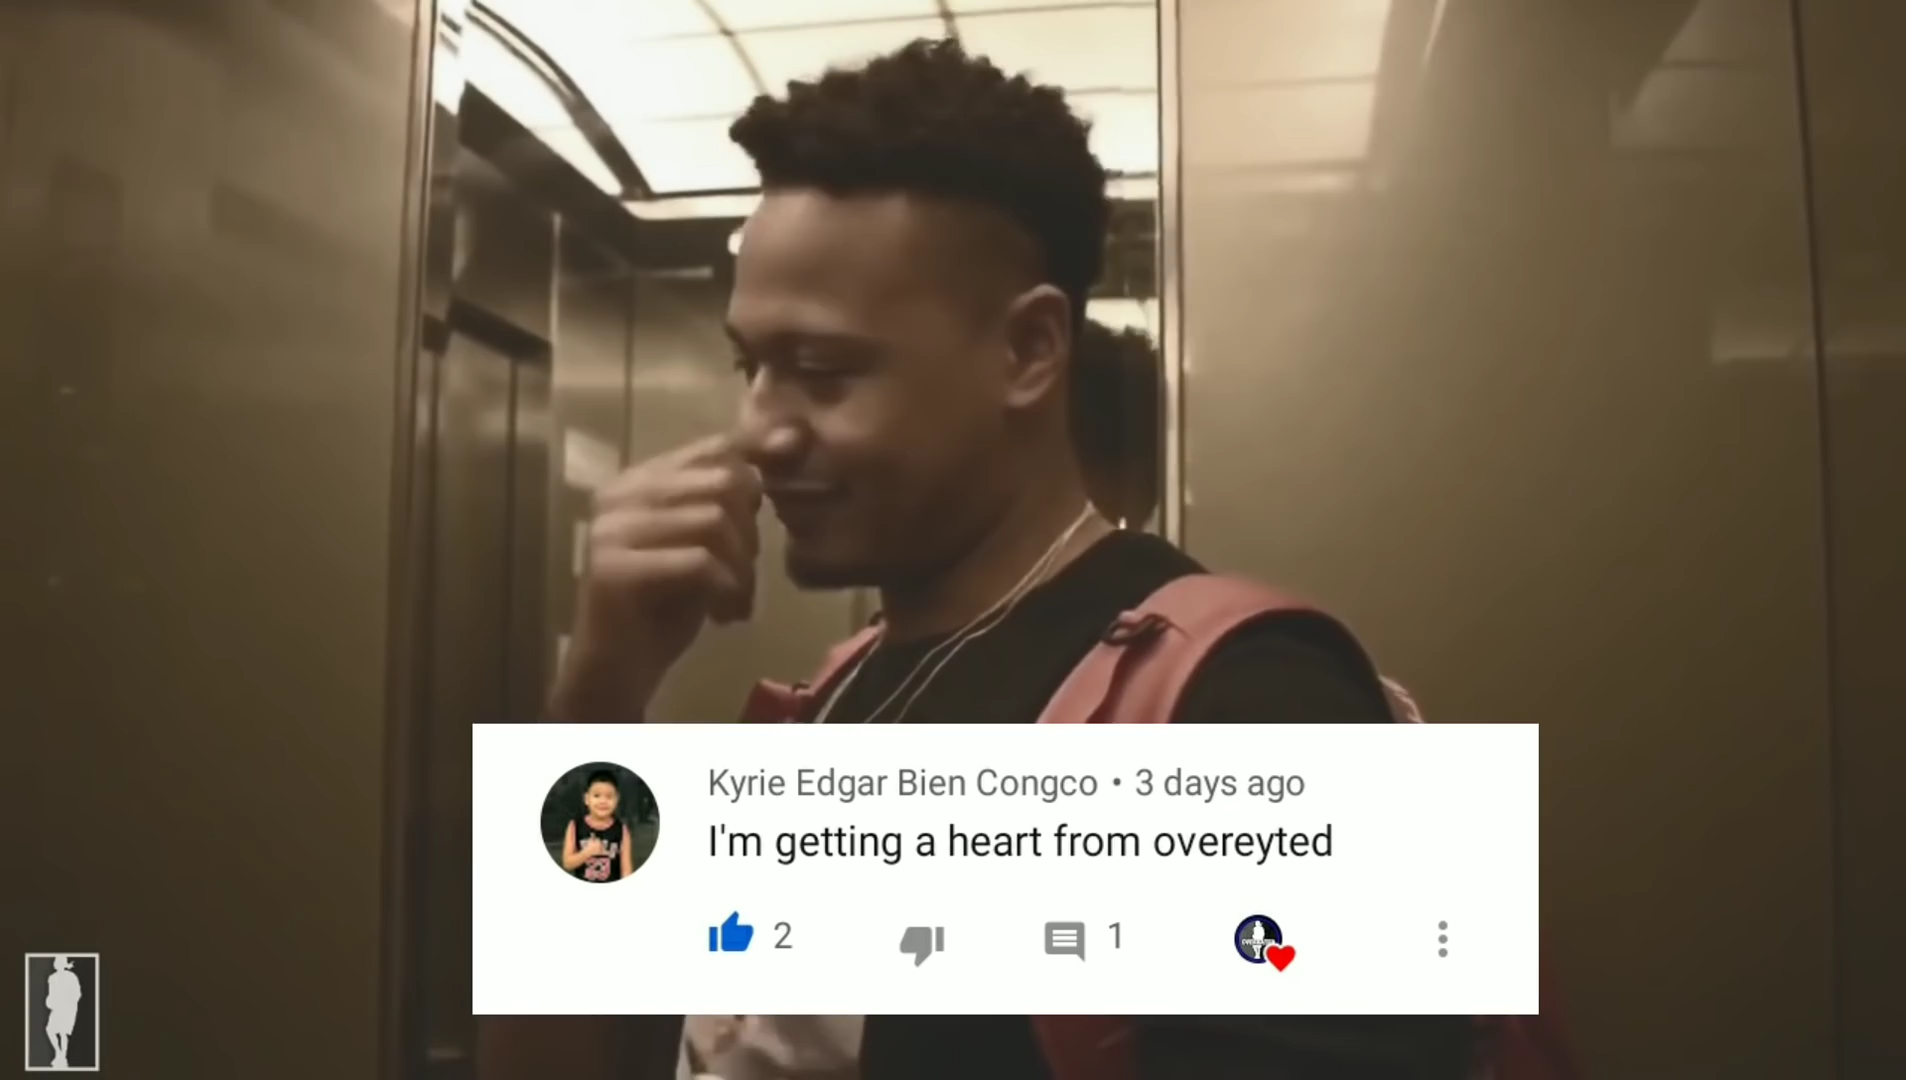 Kyrie Edgar Bien Congco • 3 days ago
I'm getting a heart from overeyted
2
1